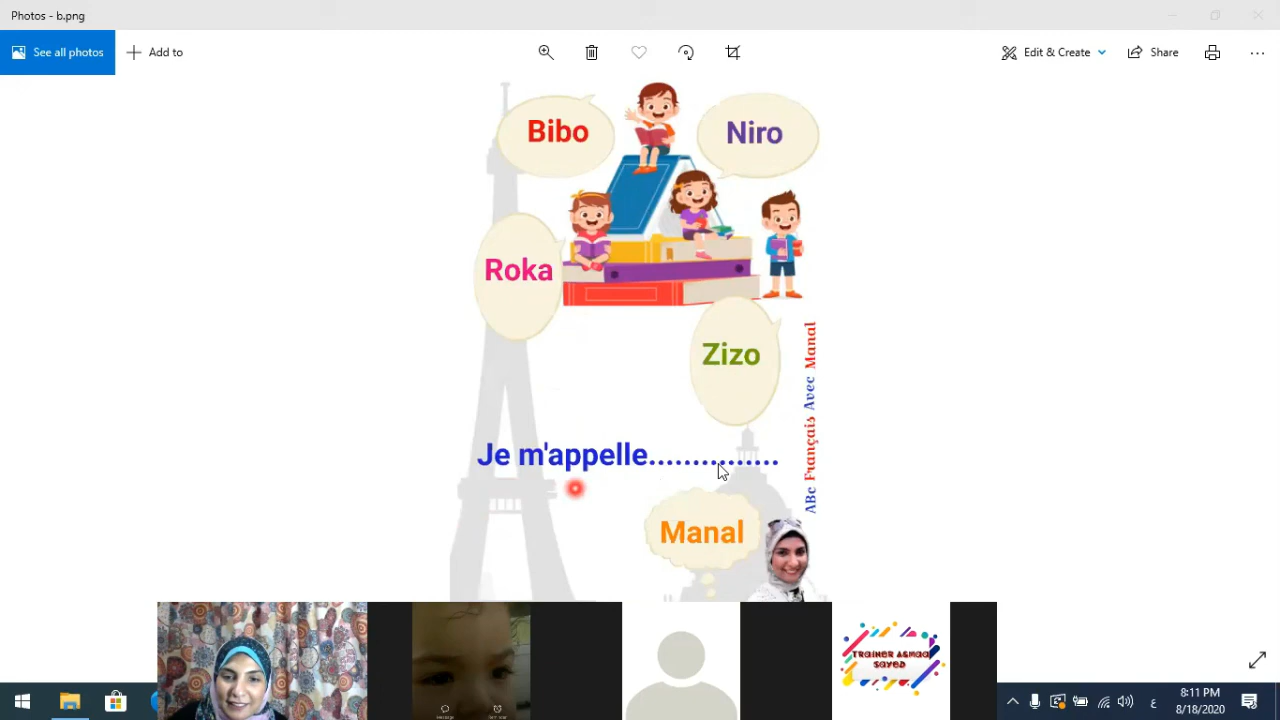 Photos - b.png
See all photos
Add to
Edit & Create
Share
Bibo
Niro
Roka
Zizo
Je m'appelle...............
Manal
ABc Français Avec Manal
TRAINER ASMAA
SAYED
ع
8:11 PM
8/18/2020